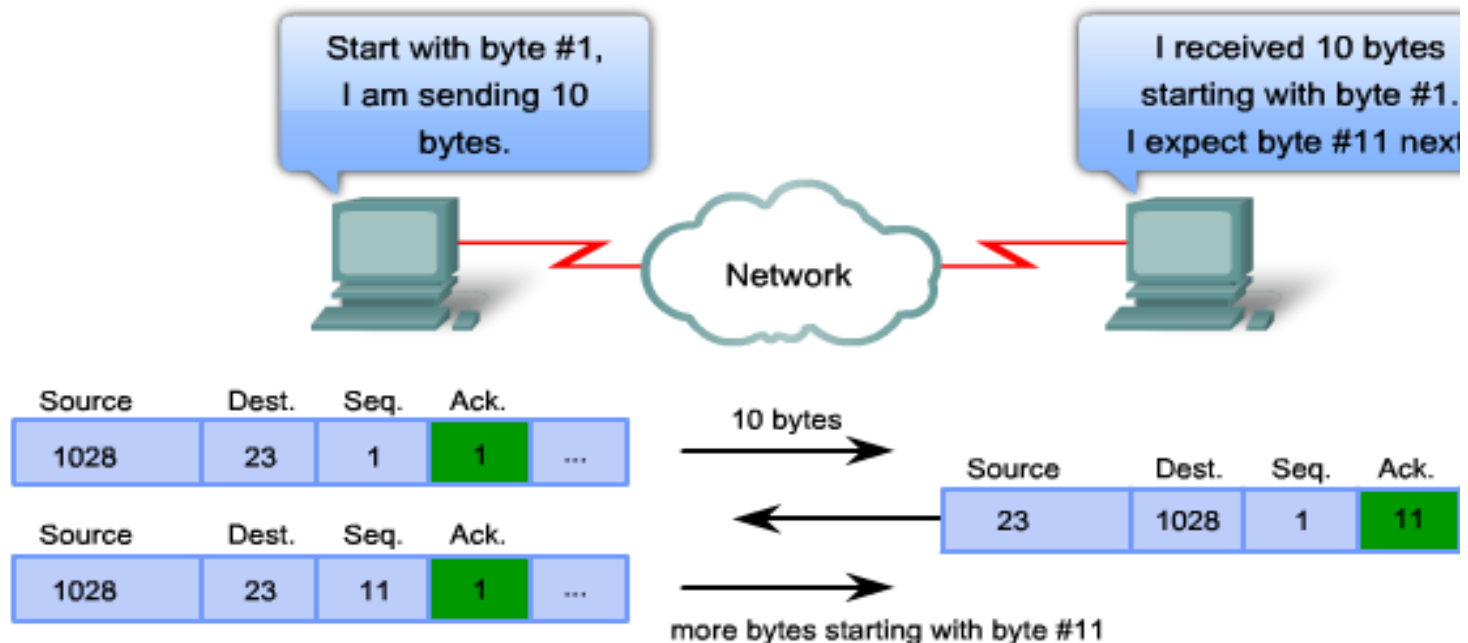 Start with byte #1,
I am sending 10
bytes.
I received 10 bytes
starting with byte #1.
I expect byte #11 next
Network
Source Dest. Seq. Ack.
1028 23 1 1 ...
10 bytes
Source Dest. Seq. Ack.
23 1028 1 11
Source Dest. Seq. Ack.
1028 23 11 1 ...
more bytes starting with byte #11